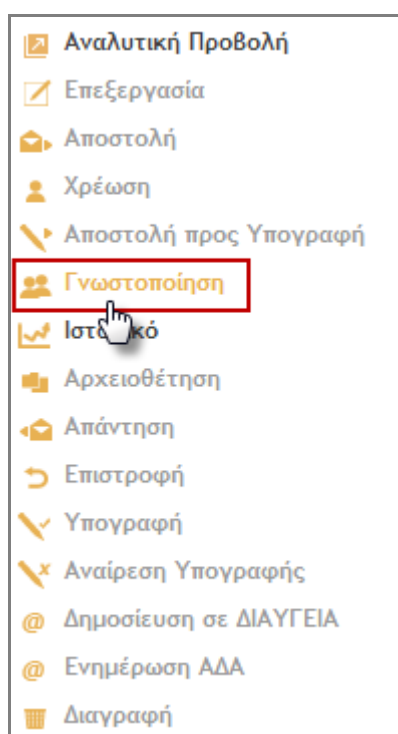 Αναλυτική Προβολή
Επεξεργασία
Αποστολή
Χρέωση
Αποστολή προς Υπογραφή
Γνωστοποίηση
Αρχειοθέτηση
Απάντηση
Επιστροφή
Υπογραφή
Αναίρεση Υπογραφής
@ Δημοσίευση σε ΔΙΑΥΓΕΙΑ
@ Ενημέρωση ΑΔΑ
Διαγραφή